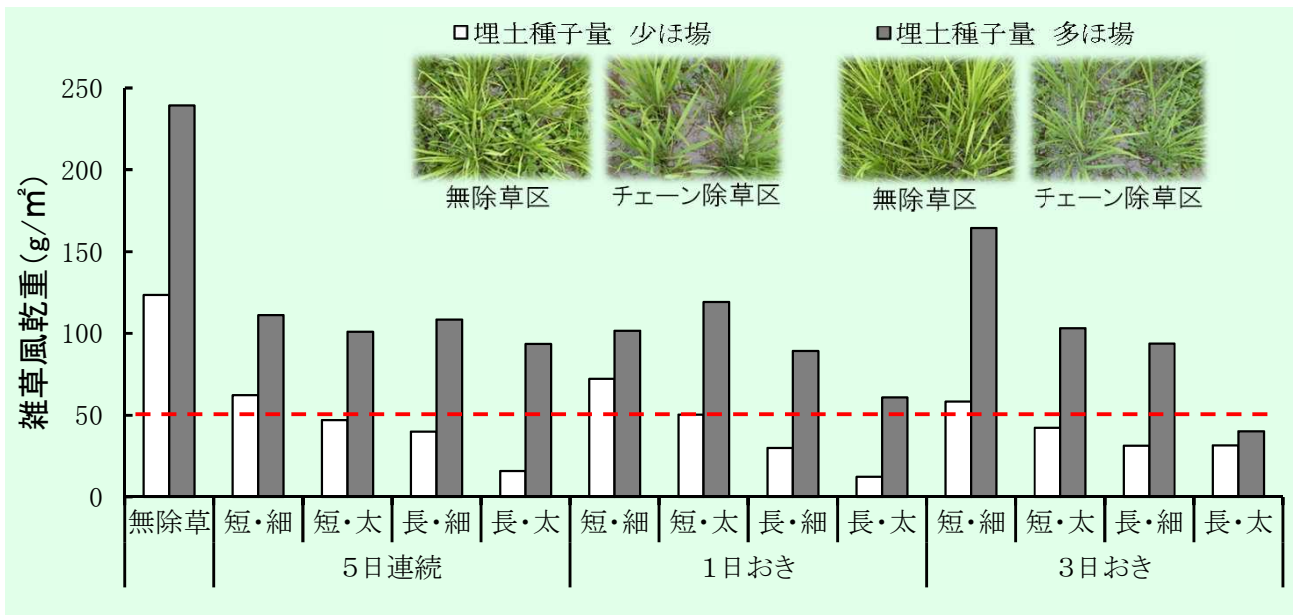 □埋土種子量 少ほ場 ■埋土種子量 多ほ場
無除草区 チェーン除草区 無除草区 チェーン除草区
雑草風乾重(g/㎡)
250
200
150
100
50
0
無除草 短・細 短・太 長・細 長・太 短・細 短・太 長・細 長・太 短・細 短・太 長・細 長・太
5日連続 1日おき 3日おき